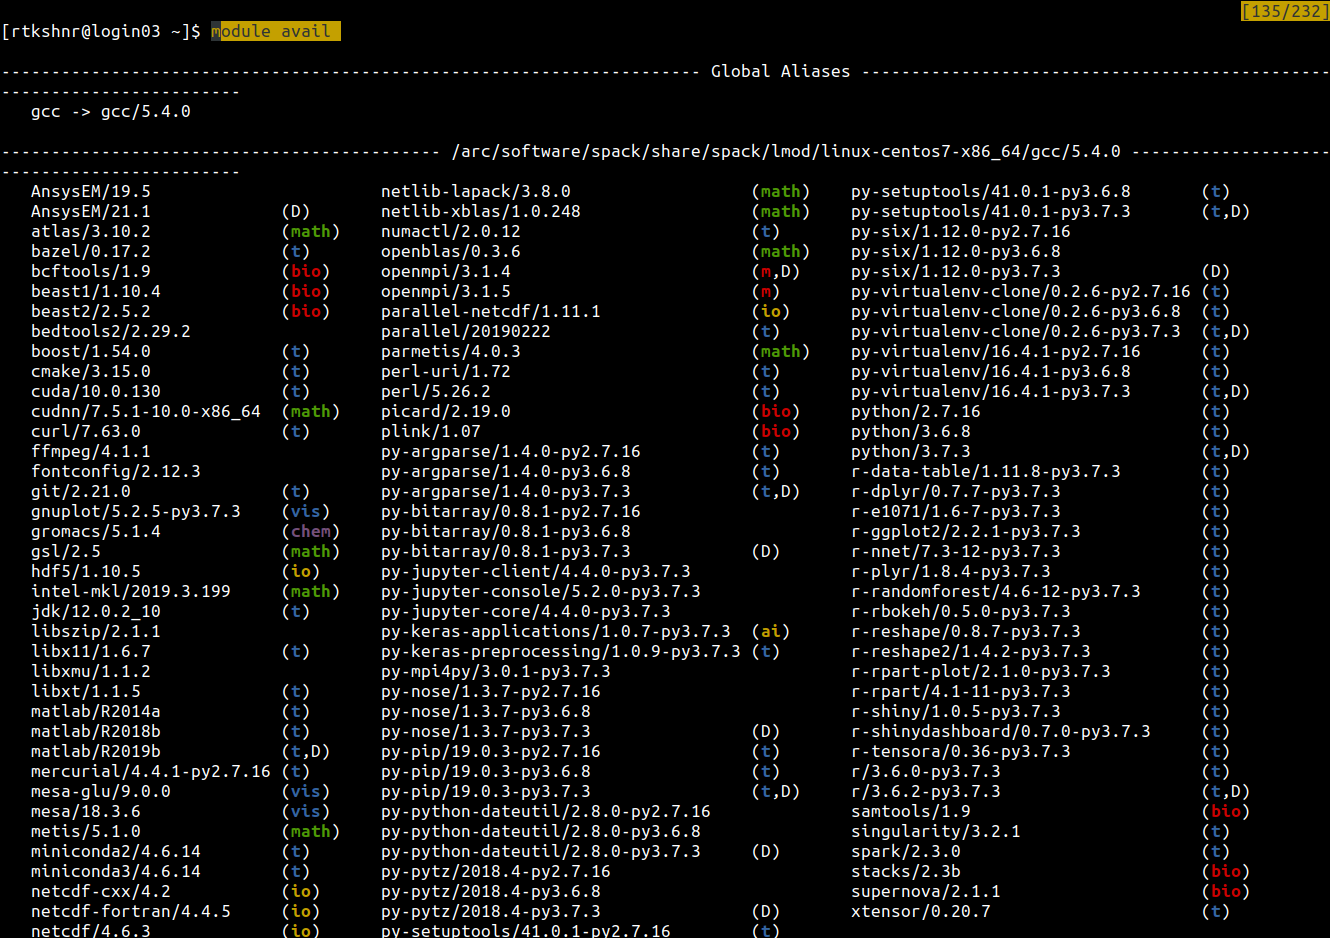 [135/232]
[rtkshnr@login03 ~]$ module avail
---------------------------------------------------------------------- Global Aliases -----------------------------------------------
------------------------
   gcc -> gcc/5.4.0
-------------------------------------------- /arc/software/spack/share/spack/lmod/linux-centos7-x86_64/gcc/5.4.0 --------------------
------------------------
   AnsysEM/19.5                       netlib-lapack/3.8.0                  (math)    py-setuptools/41.0.1-py3.6.8       (t)
   AnsysEM/21.1             (D)       netlib-xblas/1.0.248                 (math)    py-setuptools/41.0.1-py3.7.3       (t,D)
   atlas/3.10.2             (math)    numactl/2.0.12                       (t)       py-six/1.12.0-py2.7.16
   bazel/0.17.2             (t)       openblas/0.3.6                       (math)    py-six/1.12.0-py3.6.8
   bcftools/1.9             (bio)     openmpi/3.1.4                        (m,D)     py-six/1.12.0-py3.7.3              (D)
   beast1/1.10.4            (bio)     openmpi/3.1.5                        (m)       py-virtualenv-clone/0.2.6-py2.7.16 (t)
   beast2/2.5.2             (bio)     parallel-netcdf/1.11.1               (io)      py-virtualenv-clone/0.2.6-py3.6.8  (t)
   bedtools2/2.29.2                   parallel/20190222                    (t)       py-virtualenv-clone/0.2.6-py3.7.3  (t,D)
   boost/1.54.0             (t)       parmetis/4.0.3                       (math)    py-virtualenv/16.4.1-py2.7.16      (t)
   cmake/3.15.0             (t)       perl-uri/1.72                        (t)       py-virtualenv/16.4.1-py3.6.8       (t)
   cuda/10.0.130            (t)       perl/5.26.2                          (t)       py-virtualenv/16.4.1-py3.7.3       (t,D)
   cudnn/7.5.1-10.0-x86_64  (math)    picard/2.19.0                        (bio)     python/2.7.16                      (t)
   curl/7.63.0              (t)       plink/1.07                           (bio)     python/3.6.8                       (t)
   ffmpeg/4.1.1                       py-argparse/1.4.0-py2.7.16           (t)       python/3.7.3                       (t,D)
   fontconfig/2.12.3                  py-argparse/1.4.0-py3.6.8            (t)       r-data-table/1.11.8-py3.7.3        (t)
   git/2.21.0               (t)       py-argparse/1.4.0-py3.7.3            (t,D)     r-dplyr/0.7.7-py3.7.3              (t)
   gnuplot/5.2.5-py3.7.3    (vis)     py-bitarray/0.8.1-py2.7.16                     r-e1071/1.6-7-py3.7.3              (t)
   gromacs/5.1.4            (chem)    py-bitarray/0.8.1-py3.6.8                      r-ggplot2/2.2.1-py3.7.3            (t)
   gsl/2.5                  (math)    py-bitarray/0.8.1-py3.7.3            (D)       r-nnet/7.3-12-py3.7.3              (t)
   hdf5/1.10.5              (io)      py-jupyter-client/4.4.0-py3.7.3                r-plyr/1.8.4-py3.7.3               (t)
   intel-mkl/2019.3.199     (math)    py-jupyter-console/5.2.0-py3.7.3               r-randomforest/4.6-12-py3.7.3      (t)
   jdk/12.0.2_10            (t)       py-jupyter-core/4.4.0-py3.7.3                  r-rbokeh/0.5.0-py3.7.3             (t)
   libszip/2.1.1                      py-keras-applications/1.0.7-py3.7.3  (ai)      r-reshape/0.8.7-py3.7.3            (t)
   libx11/1.6.7             (t)       py-keras-preprocessing/1.0.9-py3.7.3 (t)       r-reshape2/1.4.2-py3.7.3           (t)
   libxmu/1.1.2                       py-mpi4py/3.0.1-py3.7.3                        r-rpart-plot/2.1.0-py3.7.3         (t)
   libxt/1.1.5              (t)       py-nose/1.3.7-py2.7.16                         r-rpart/4.1-11-py3.7.3             (t)
   matlab/R2014a            (t)       py-nose/1.3.7-py3.6.8                          r-shiny/1.0.5-py3.7.3              (t)
   matlab/R2018b            (t)       py-nose/1.3.7-py3.7.3                (D)       r-shinydashboard/0.7.0-py3.7.3     (t)
   matlab/R2019b            (t,D)     py-pip/19.0.3-py2.7.16               (t)       r-tensora/0.36-py3.7.3             (t)
   mercurial/4.4.1-py2.7.16 (t)       py-pip/19.0.3-py3.6.8                (t)       r/3.6.0-py3.7.3                    (t)
   mesa-glu/9.0.0           (vis)     py-pip/19.0.3-py3.7.3                (t,D)     r/3.6.2-py3.7.3                    (t,D)
   mesa/18.3.6              (vis)     py-python-dateutil/2.8.0-py2.7.16              samtools/1.9                       (bio)
   metis/5.1.0              (math)    py-python-dateutil/2.8.0-py3.6.8               singularity/3.2.1                  (t)
   miniconda2/4.6.14        (t)       py-python-dateutil/2.8.0-py3.7.3     (D)       spark/2.3.0                        (t)
   miniconda3/4.6.14        (t)       py-pytz/2018.4-py2.7.16                        stacks/2.3b                        (bio)
   netcdf-cxx/4.2           (io)      py-pytz/2018.4-py3.6.8                         supernova/2.1.1                    (bio)
   netcdf-fortran/4.4.5     (io)      py-pytz/2018.4-py3.7.3               (D)       xtensor/0.20.7                     (t)
   netcdf/4.6.3             (io)      py-setuptools/41.0.1-py2.7.16        (t)